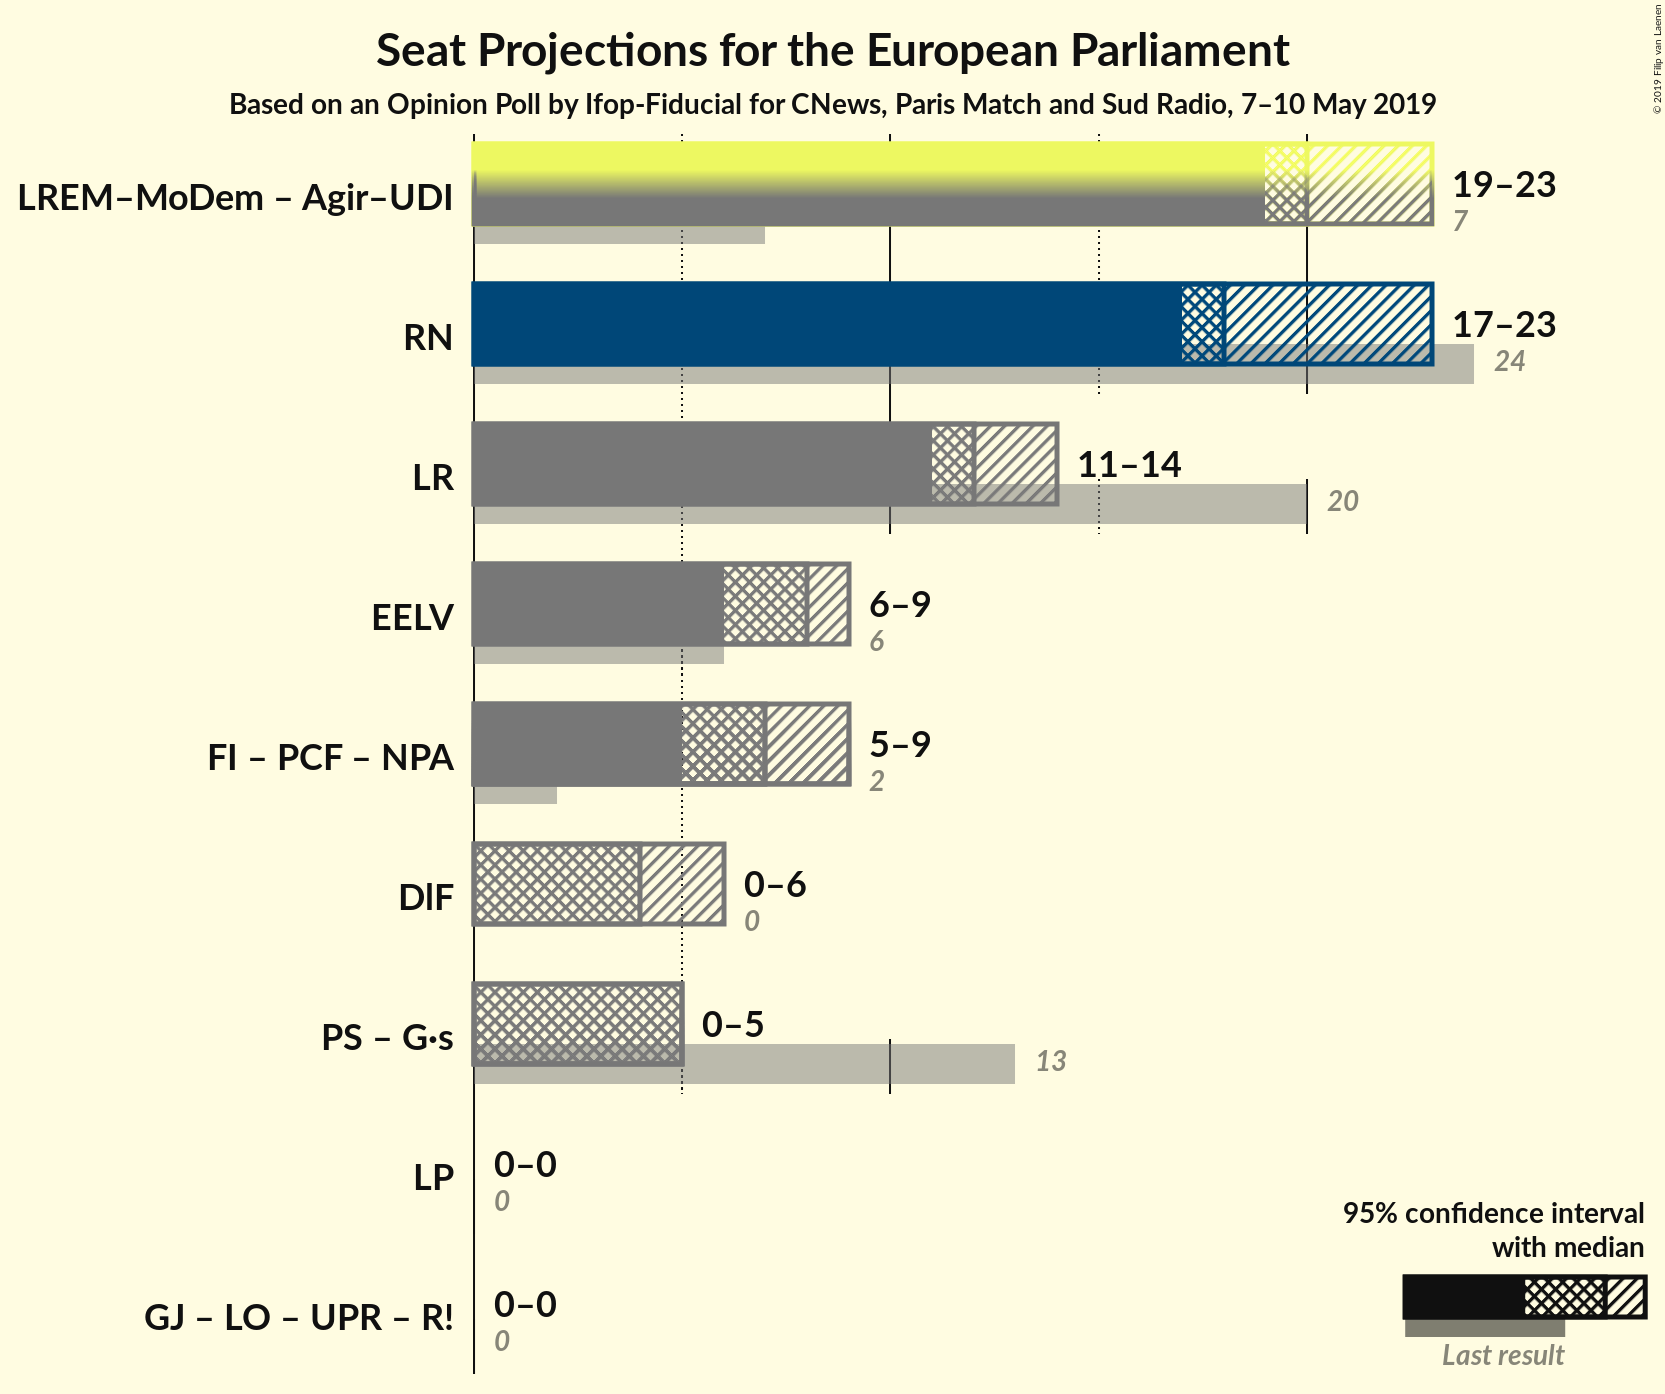 Seat Projections for the European Parliament
Based on an Opinion Poll by Ifop-Fiducial for CNews, Paris Match and Sud Radio, 7–10 May 2019
© 2019 Filip van Laenen
LREM–MoDem – Agir–UDI
19–23
7
RN
17–23
24
LR
11–14
20
EELV
6–9
6
FI – PCF – NPA
5–9
2
DlF
0–6
0
PS – G·s
0–5
13
LP
0–0
0
GJ – LO – UPR – R!
0–0
0
95% confidence interval
with median
Last result